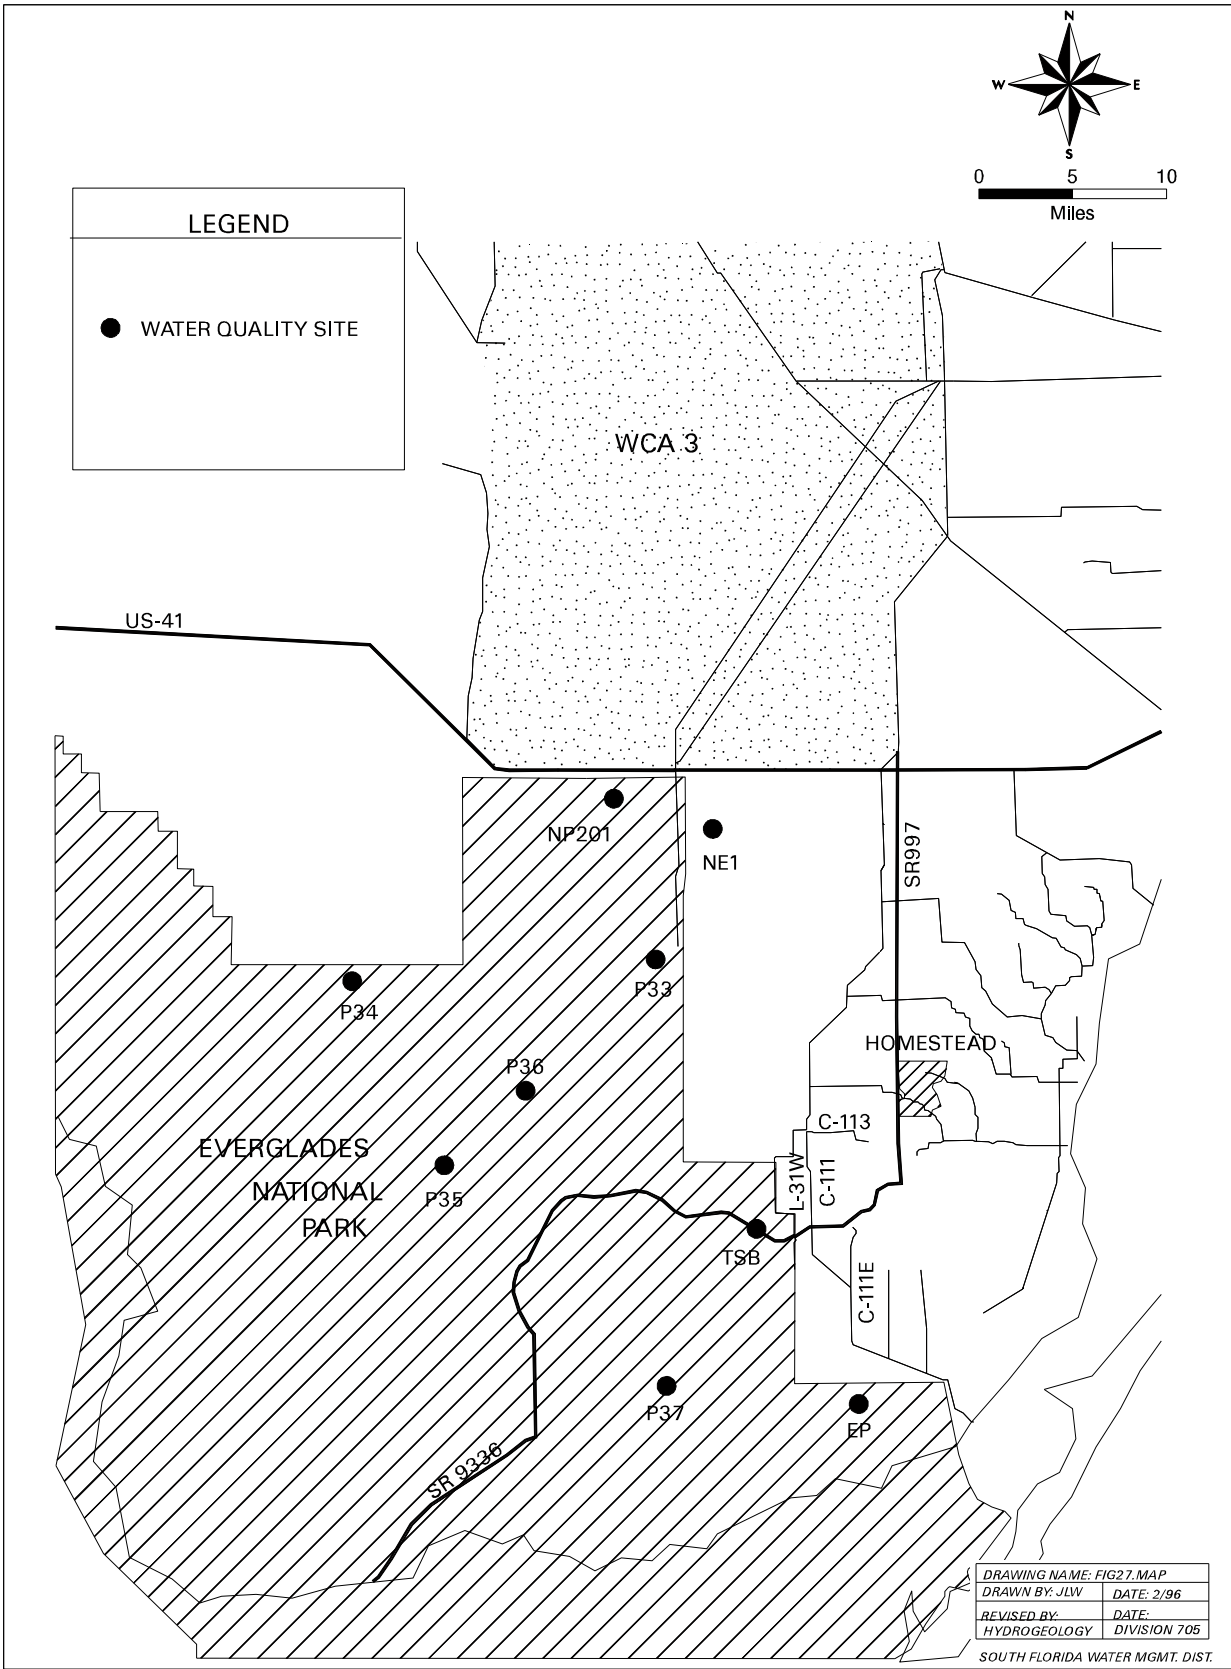 N
W
E
S
0 5 10
Miles
LEGEND
WATER QUALITY SITE
WCA 3
US-41
NP201
NE1
SR997
P33
P34
HOMESTEAD
P36
C-113
EVERGLADES
NATIONAL
PARK
P35
L-31W
C-111
TSB
C-111E
P37
EP
SR 9336
DRAWING NAME: FIG27.MAP
DRAWN BY: JLW DATE: 2/96
REVISED BY: DATE:
HYDROGEOLOGY DIVISION 705
SOUTH FLORIDA WATER MGMT. DIST.